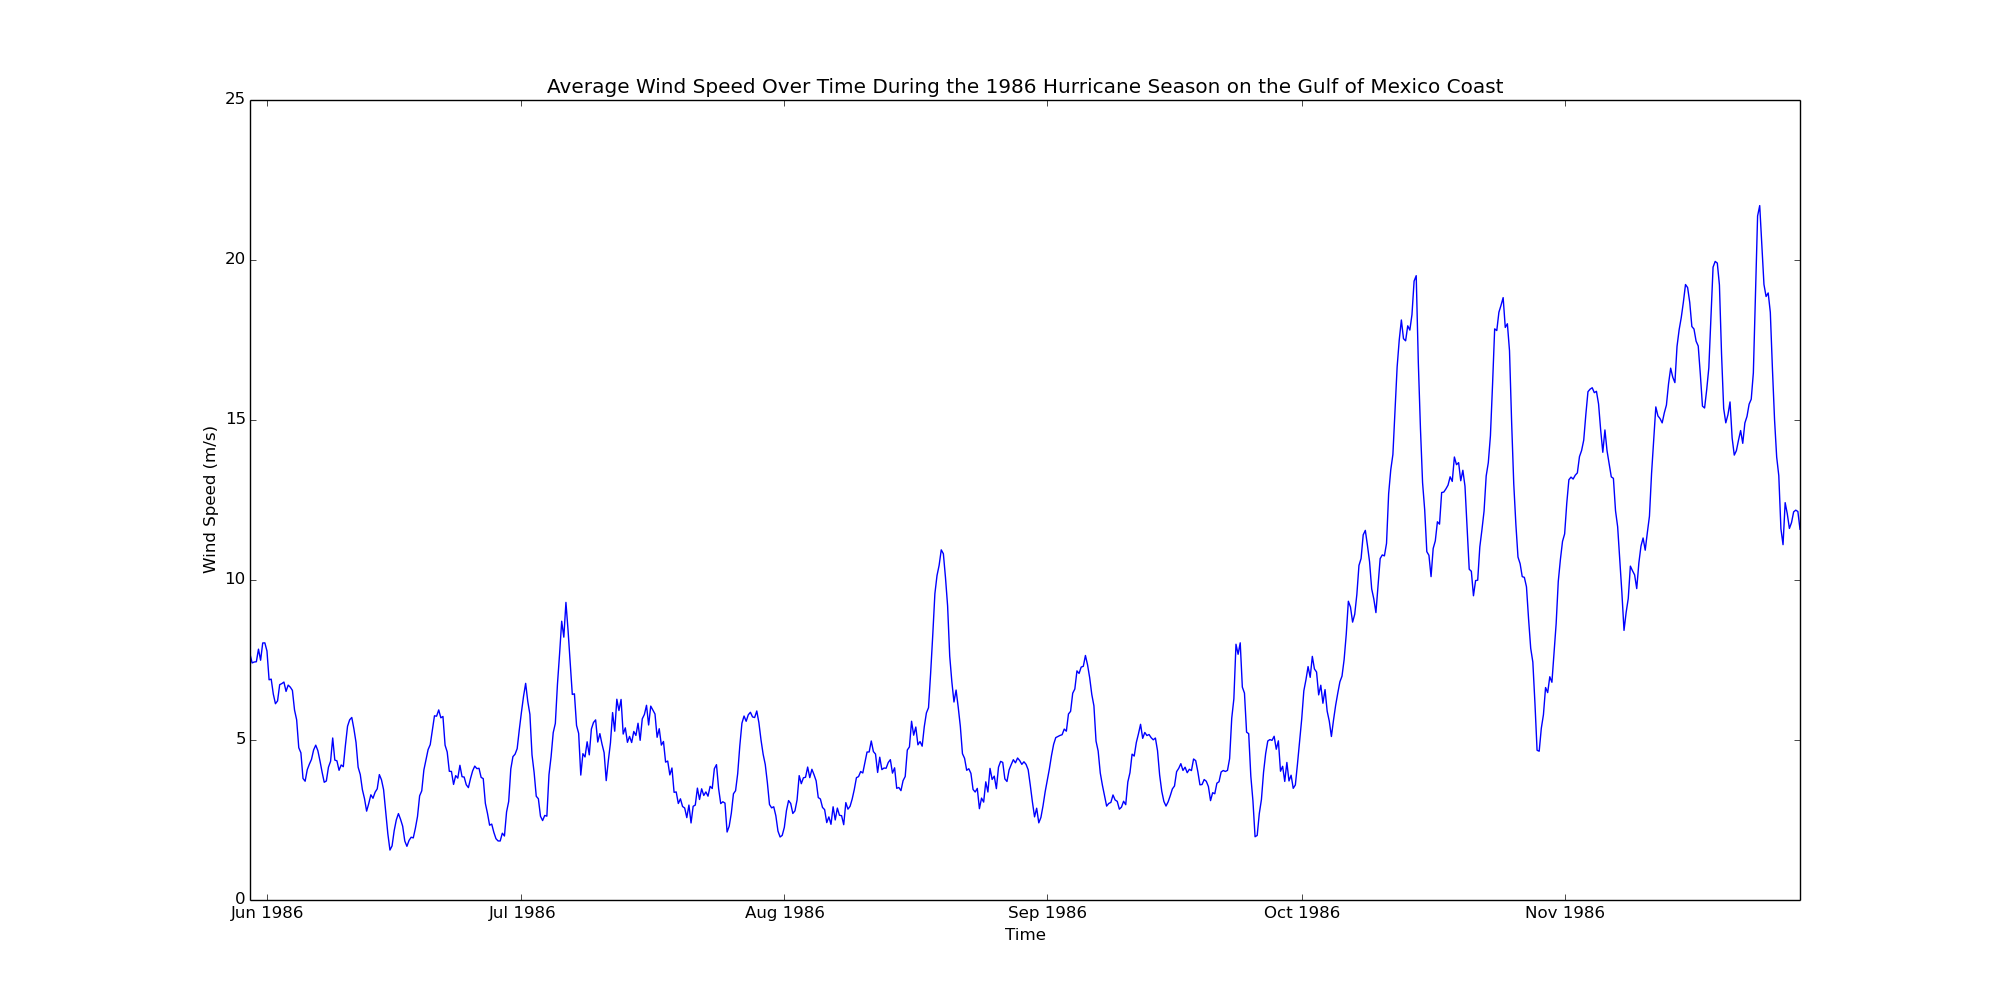 Average Wind Speed Over Time During the 1986 Hurricane Season on the Gulf of Mexico Coast
25
20
15
10
5
0
Wind Speed (m/s)
Jun 1986 Jul 1986 Aug 1986 Sep 1986 Oct 1986 Nov 1986
Time